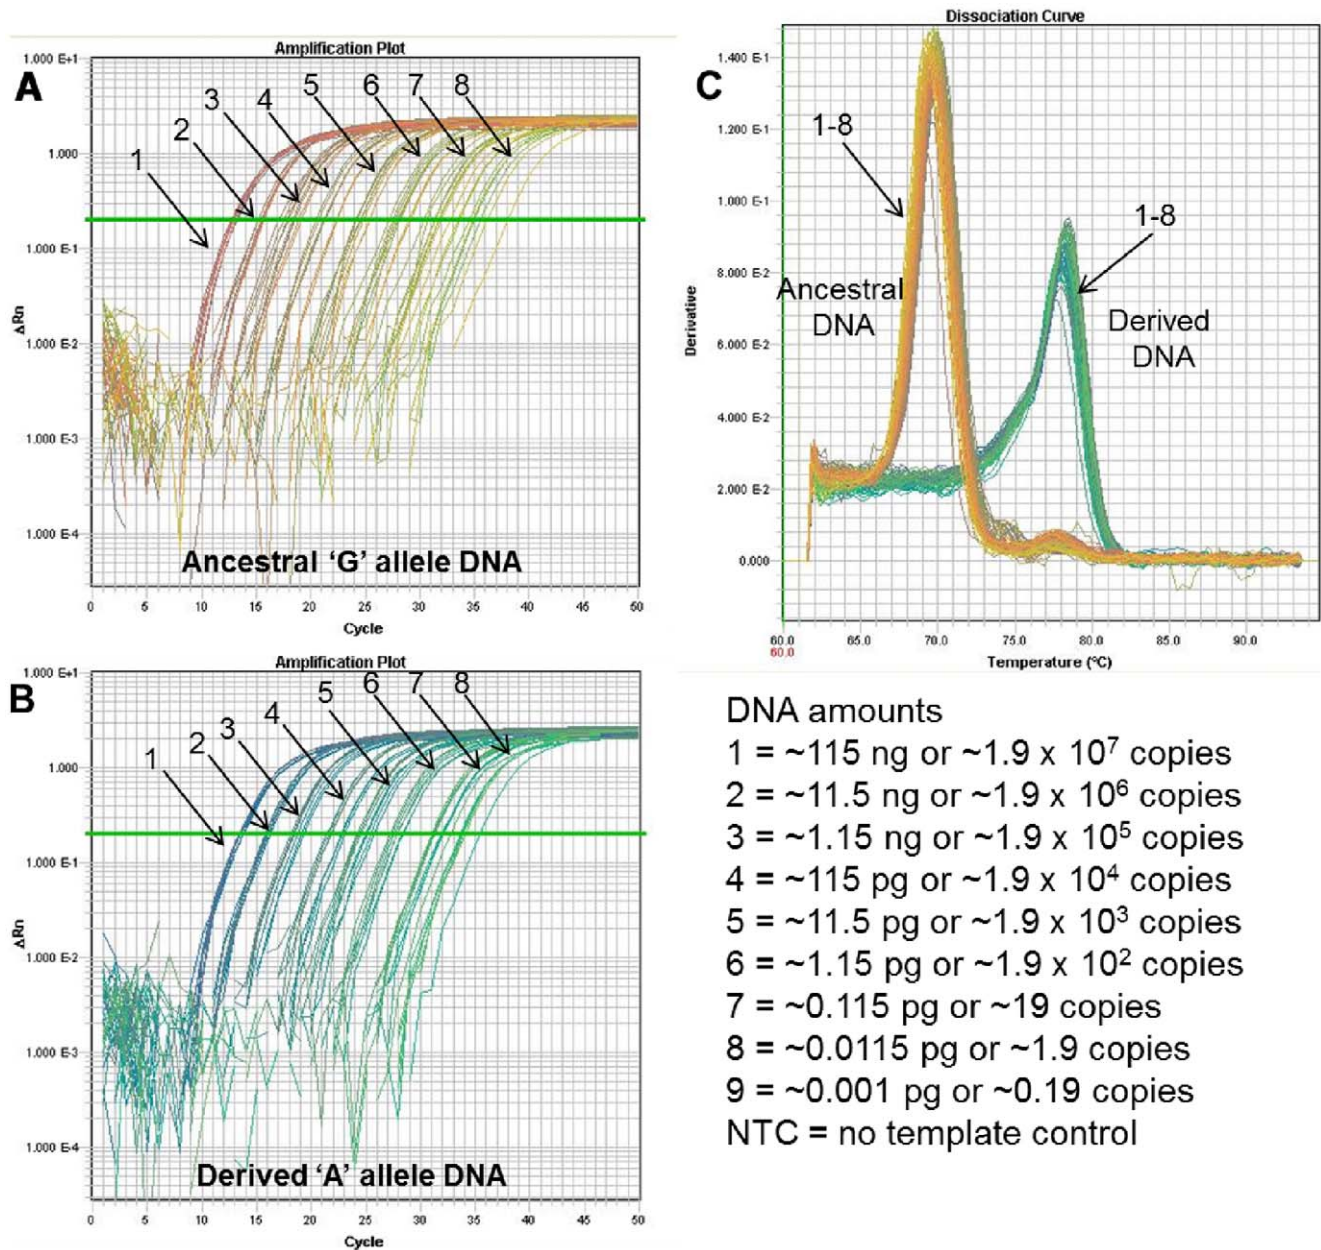 A
Amplification Plot
1.000 E+1
1.000
1.000 E-1
1.000 E-2
1.000 E-3
1.000 E-4
ΔRn
1 2 3 4 5 6 7 8
Ancestral ‘G’ allele DNA
0 5 10 15 20 25 30 35 40 45 50
Cycle
B
Amplification Plot
1.000 E+1
1.000
1.000 E-1
1.000 E-2
1.000 E-3
1.000 E-4
ΔRn
1 2 3 4 5 6 7 8
Derived ‘A’ allele DNA
0 5 10 15 20 25 30 35 40 45 50
Cycle
C
Dissociation Curve
1.400 E-1
1.200 E-1
1.000 E-1
8.000 E-2
6.000 E-2
4.000 E-2
2.000 E-2
0.000
Derivative
1-8
Ancestral
DNA
1-8
Derived
DNA
60.0 65.0 70.0 75.0 80.0 85.0 90.0
60.0
Temperature (°C)
DNA amounts
1 = ~115 ng or ~1.9 x 10⁷ copies
2 = ~11.5 ng or ~1.9 x 10⁶ copies
3 = ~1.15 ng or ~1.9 x 10⁵ copies
4 = ~115 pg or ~1.9 x 10⁴ copies
5 = ~11.5 pg or ~1.9 x 10³ copies
6 = ~1.15 pg or ~1.9 x 10² copies
7 = ~0.115 pg or ~19 copies
8 = ~0.0115 pg or ~1.9 copies
9 = ~0.001 pg or ~0.19 copies
NTC = no template control